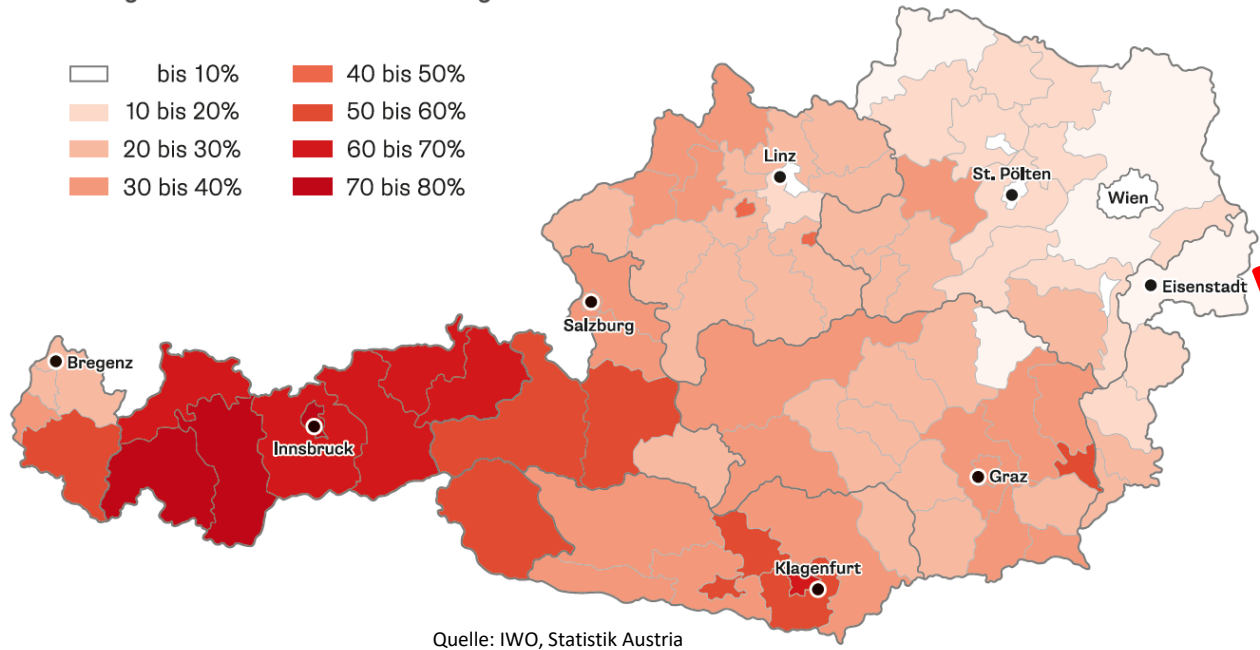 bis 10%
10 bis 20%
20 bis 30%
30 bis 40%
40 bis 50%
50 bis 60%
60 bis 70%
70 bis 80%
Linz
St. Pölten
Wien
Eisenstadt
Salzburg
Bregenz
Innsbruck
Graz
Klagenfurt
Quelle: IWO, Statistik Austria